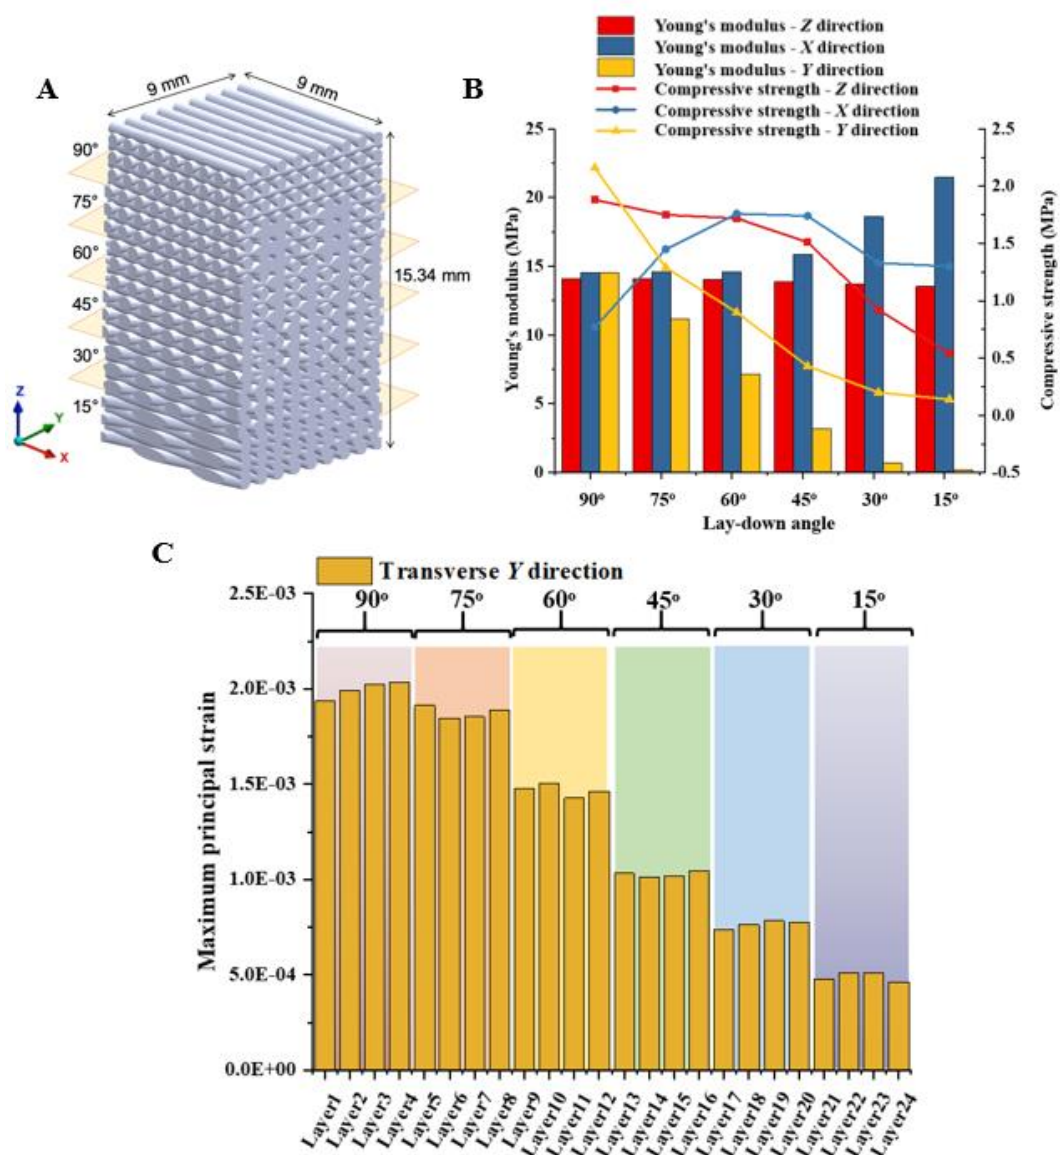 A
9 mm
9 mm
90°
75°
60°
45°
30°
15°
15.34 mm
Z
Y
X
B
Young's modulus - Z direction
Young's modulus - X direction
Young's modulus - Y direction
Compressive strength - Z direction
Compressive strength - X direction
Compressive strength - Y direction
Young's modulus (MPa)
25
20
15
10
5
0
Compressive strength (MPa)
2.5
2.0
1.5
1.0
0.5
0.0
-0.5
90° 75° 60° 45° 30° 15°
Lay-down angle
C
Transverse Y direction
90° 75° 60° 45° 30° 15°
Maximum principal strain
2.5E-03
2.0E-03
1.5E-03
1.0E-03
5.0E-04
0.0E+00
Layer1
Layer2
Layer3
Layer4
Layer5
Layer6
Layer7
Layer8
Layer9
Layer10
Layer11
Layer12
Layer13
Layer14
Layer15
Layer16
Layer17
Layer18
Layer19
Layer20
Layer21
Layer22
Layer23
Layer24